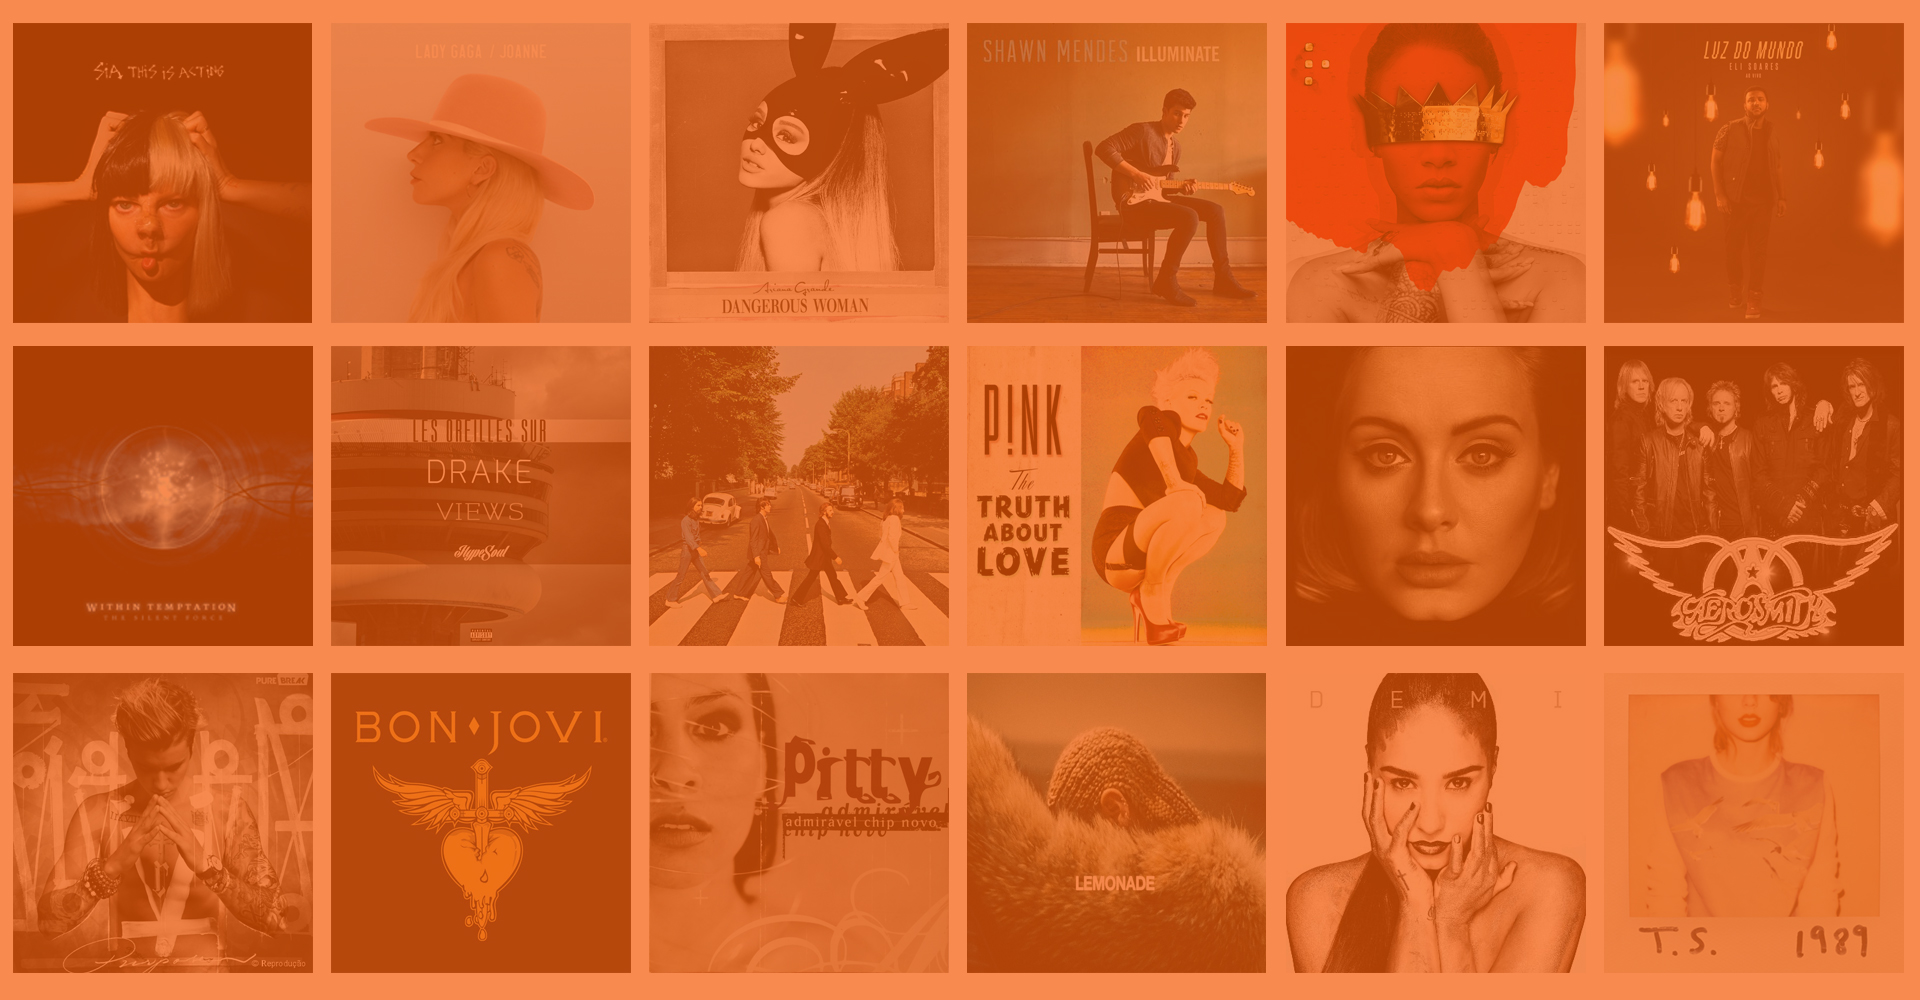 SiA THIS IS ACTING
LADY GAGA / JOANNE
Ariana Grande
DANGEROUS WOMAN
SHAWN MENDES ILLUMINATE
LUZ DO MUNDO
ELI SOARES
AO VIVO
WITHIN TEMPTATION
THE SILENT FORCE
LES OREILLES SUR
DRAKE
VIEWS
HypeSoul
P!NK
The
TRUTH
ABOUT
LOVE
AEROSMITH
PURE BREAK
Purpose
© Reprodução
BON JOVI
Pitty
admirável
admirável chip novo
chip novo
LEMONADE
D E M I
T.S. 1989